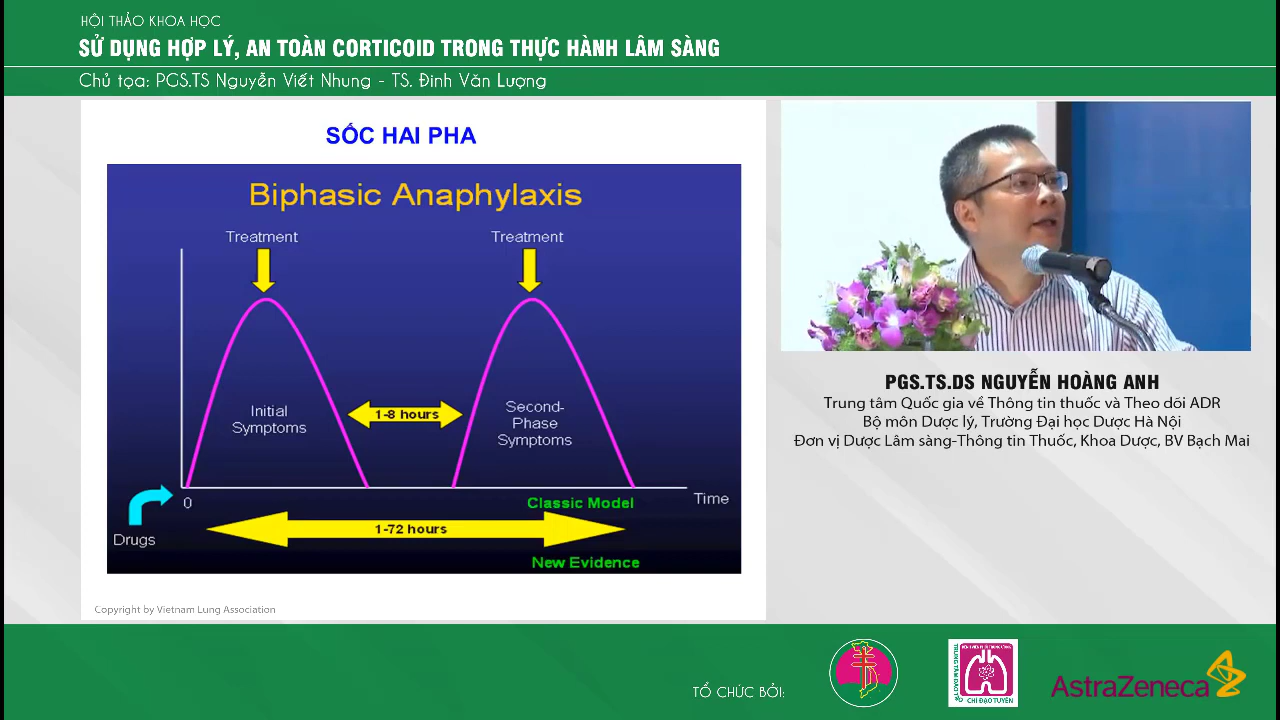 HỘI THẢO KHOA HỌC
SỬ DỤNG HỢP LÝ, AN TOÀN CORTICOID TRONG THỰC HÀNH LÂM SÀNG
Chủ tọa: PGS.TS Nguyễn Viết Nhung - TS. Đinh Văn Lượng
SỐC HAI PHA
Biphasic Anaphylaxis
Treatment
Treatment
Initial
Symptoms
1-8 hours
Second-
Phase
Symptoms
0
Classic Model
Time
Drugs
1-72 hours
New Evidence
Copyright by Vietnam Lung Association
PGS.TS.DS NGUYỄN HOÀNG ANH
Trung tâm Quốc gia về Thông tin thuốc và Theo dõi ADR
Bộ môn Dược lý, Trường Đại học Dược Hà Nội
Đơn vị Dược Lâm sàng-Thông tin Thuốc, Khoa Dược, BV Bạch Mai
TỔ CHỨC BỞI:
CHỈ ĐẠO TUYẾN
AstraZeneca